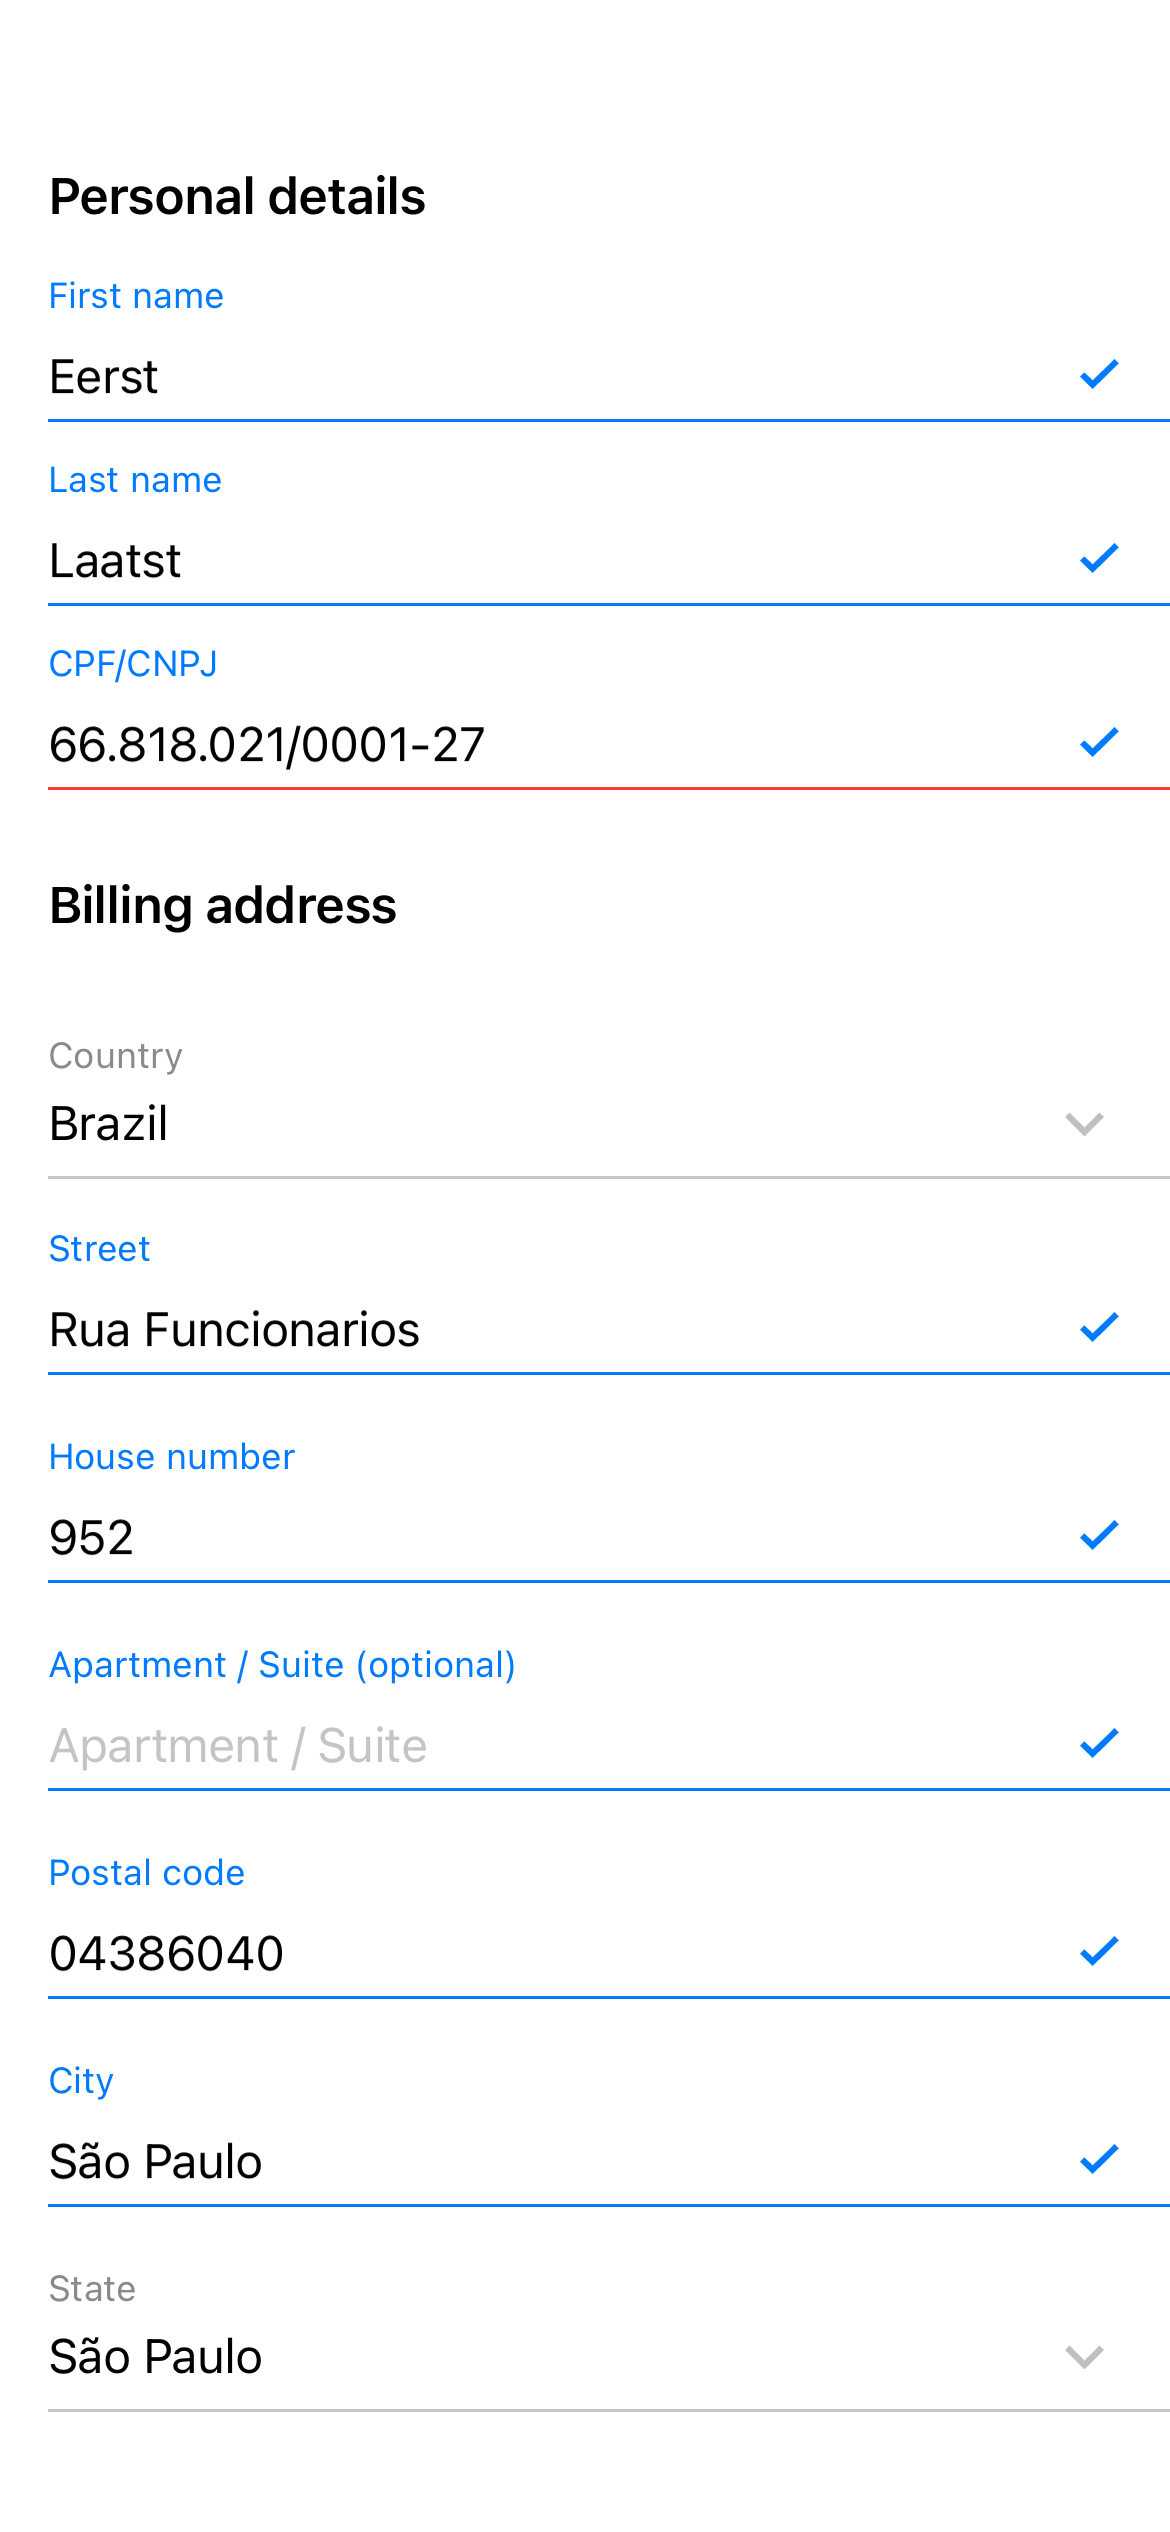 Personal details
First name
Eerst
Last name
Laatst
CPF/CNPJ
66.818.021/0001-27
Billing address
Country
Brazil
Street
Rua Funcionarios
House number
952
Apartment / Suite (optional)
Apartment / Suite
Postal code
04386040
City
São Paulo
State
São Paulo